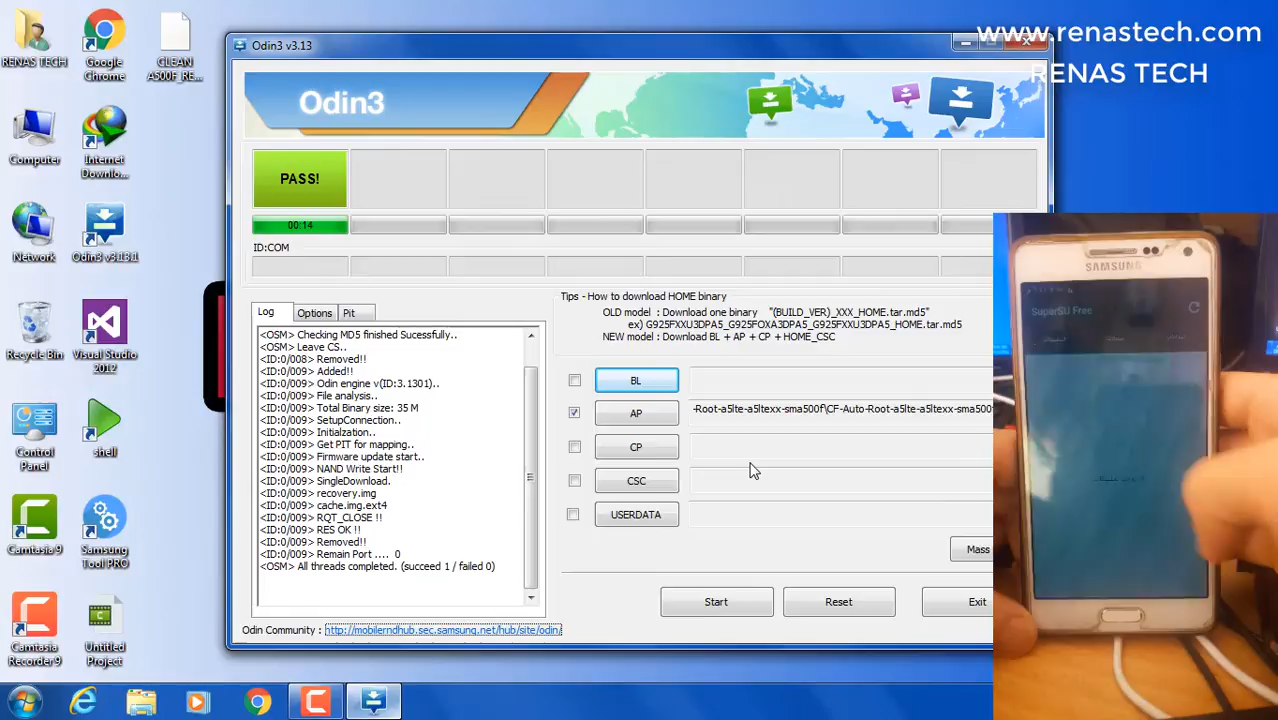 www.renastech.com
RENAS TECH
RENAS TECH
Google
Chrome
CLEAN
A500F_RE...
Computer
Internet
Downlo...
Network
Odin3 v3.13.1
Recycle Bin
Visual Studio
2012
Control
Panel
shell
Camtasia 9
Samsung
Tool PRO
Camtasia
Recorder 9
Untitled
Project
Odin3 v3.13
Odin3
PASS!
00:14
ID:COM
Log
Options
Pit
<OSM> Checking MD5 finished Sucessfully..
<OSM> Leave CS..
<ID:0/008> Removed!!
<ID:0/009> Added!!
<ID:0/009> Odin engine v(ID:3.1301)..
<ID:0/009> File analysis..
<ID:0/009> Total Binary size: 35 M
<ID:0/009> SetupConnection..
<ID:0/009> Initialzation..
<ID:0/009> Get PIT for mapping..
<ID:0/009> Firmware update start..
<ID:0/009> NAND Write Start!!
<ID:0/009> SingleDownload.
<ID:0/009> recovery.img
<ID:0/009> cache.img.ext4
<ID:0/009> RQT_CLOSE !!
<ID:0/009> RES OK !!
<ID:0/009> Removed!!
<ID:0/009> Remain Port .... 0
<OSM> All threads completed. (succeed 1 / failed 0)
Odin Community : http://mobilerndhub.sec.samsung.net/hub/site/odin/
Tips - How to download HOME binary
OLD model : Download one binary "(BUILD_VER)_XXX_HOME.tar.md5"
ex) G925FXXU3DPA5_G925FOXA3DPA5_G925FXXU3DPA5_HOME.tar.md5
NEW model : Download BL + AP + CP + HOME_CSC
BL
AP
-Root-a5lte-a5ltexx-sma500f\CF-Auto-Root-a5lte-a5ltexx-sma500
CP
CSC
USERDATA
Mass
Start
Reset
Exit
SAMSUNG
SuperSU Free